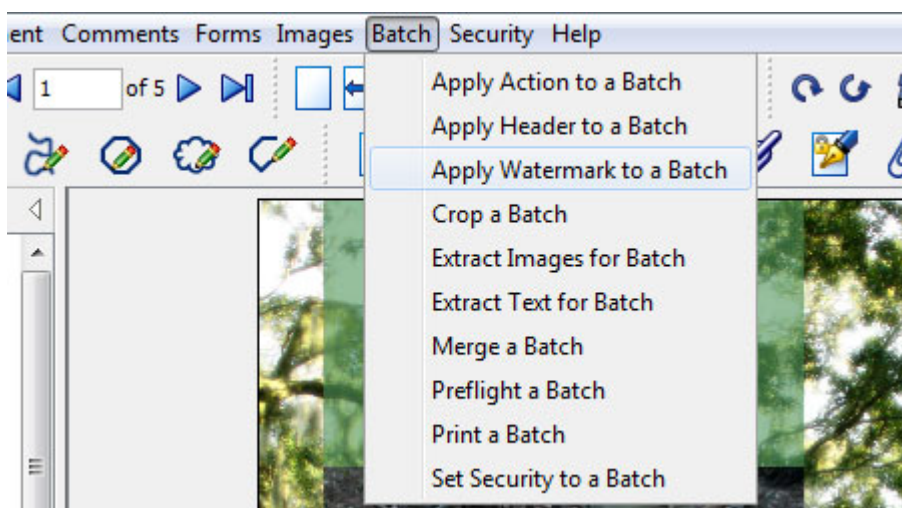 ent Comments Forms Images Batch Security Help
1 of 5
Apply Action to a Batch
Apply Header to a Batch
Apply Watermark to a Batch
Crop a Batch
Extract Images for Batch
Extract Text for Batch
Merge a Batch
Preflight a Batch
Print a Batch
Set Security to a Batch